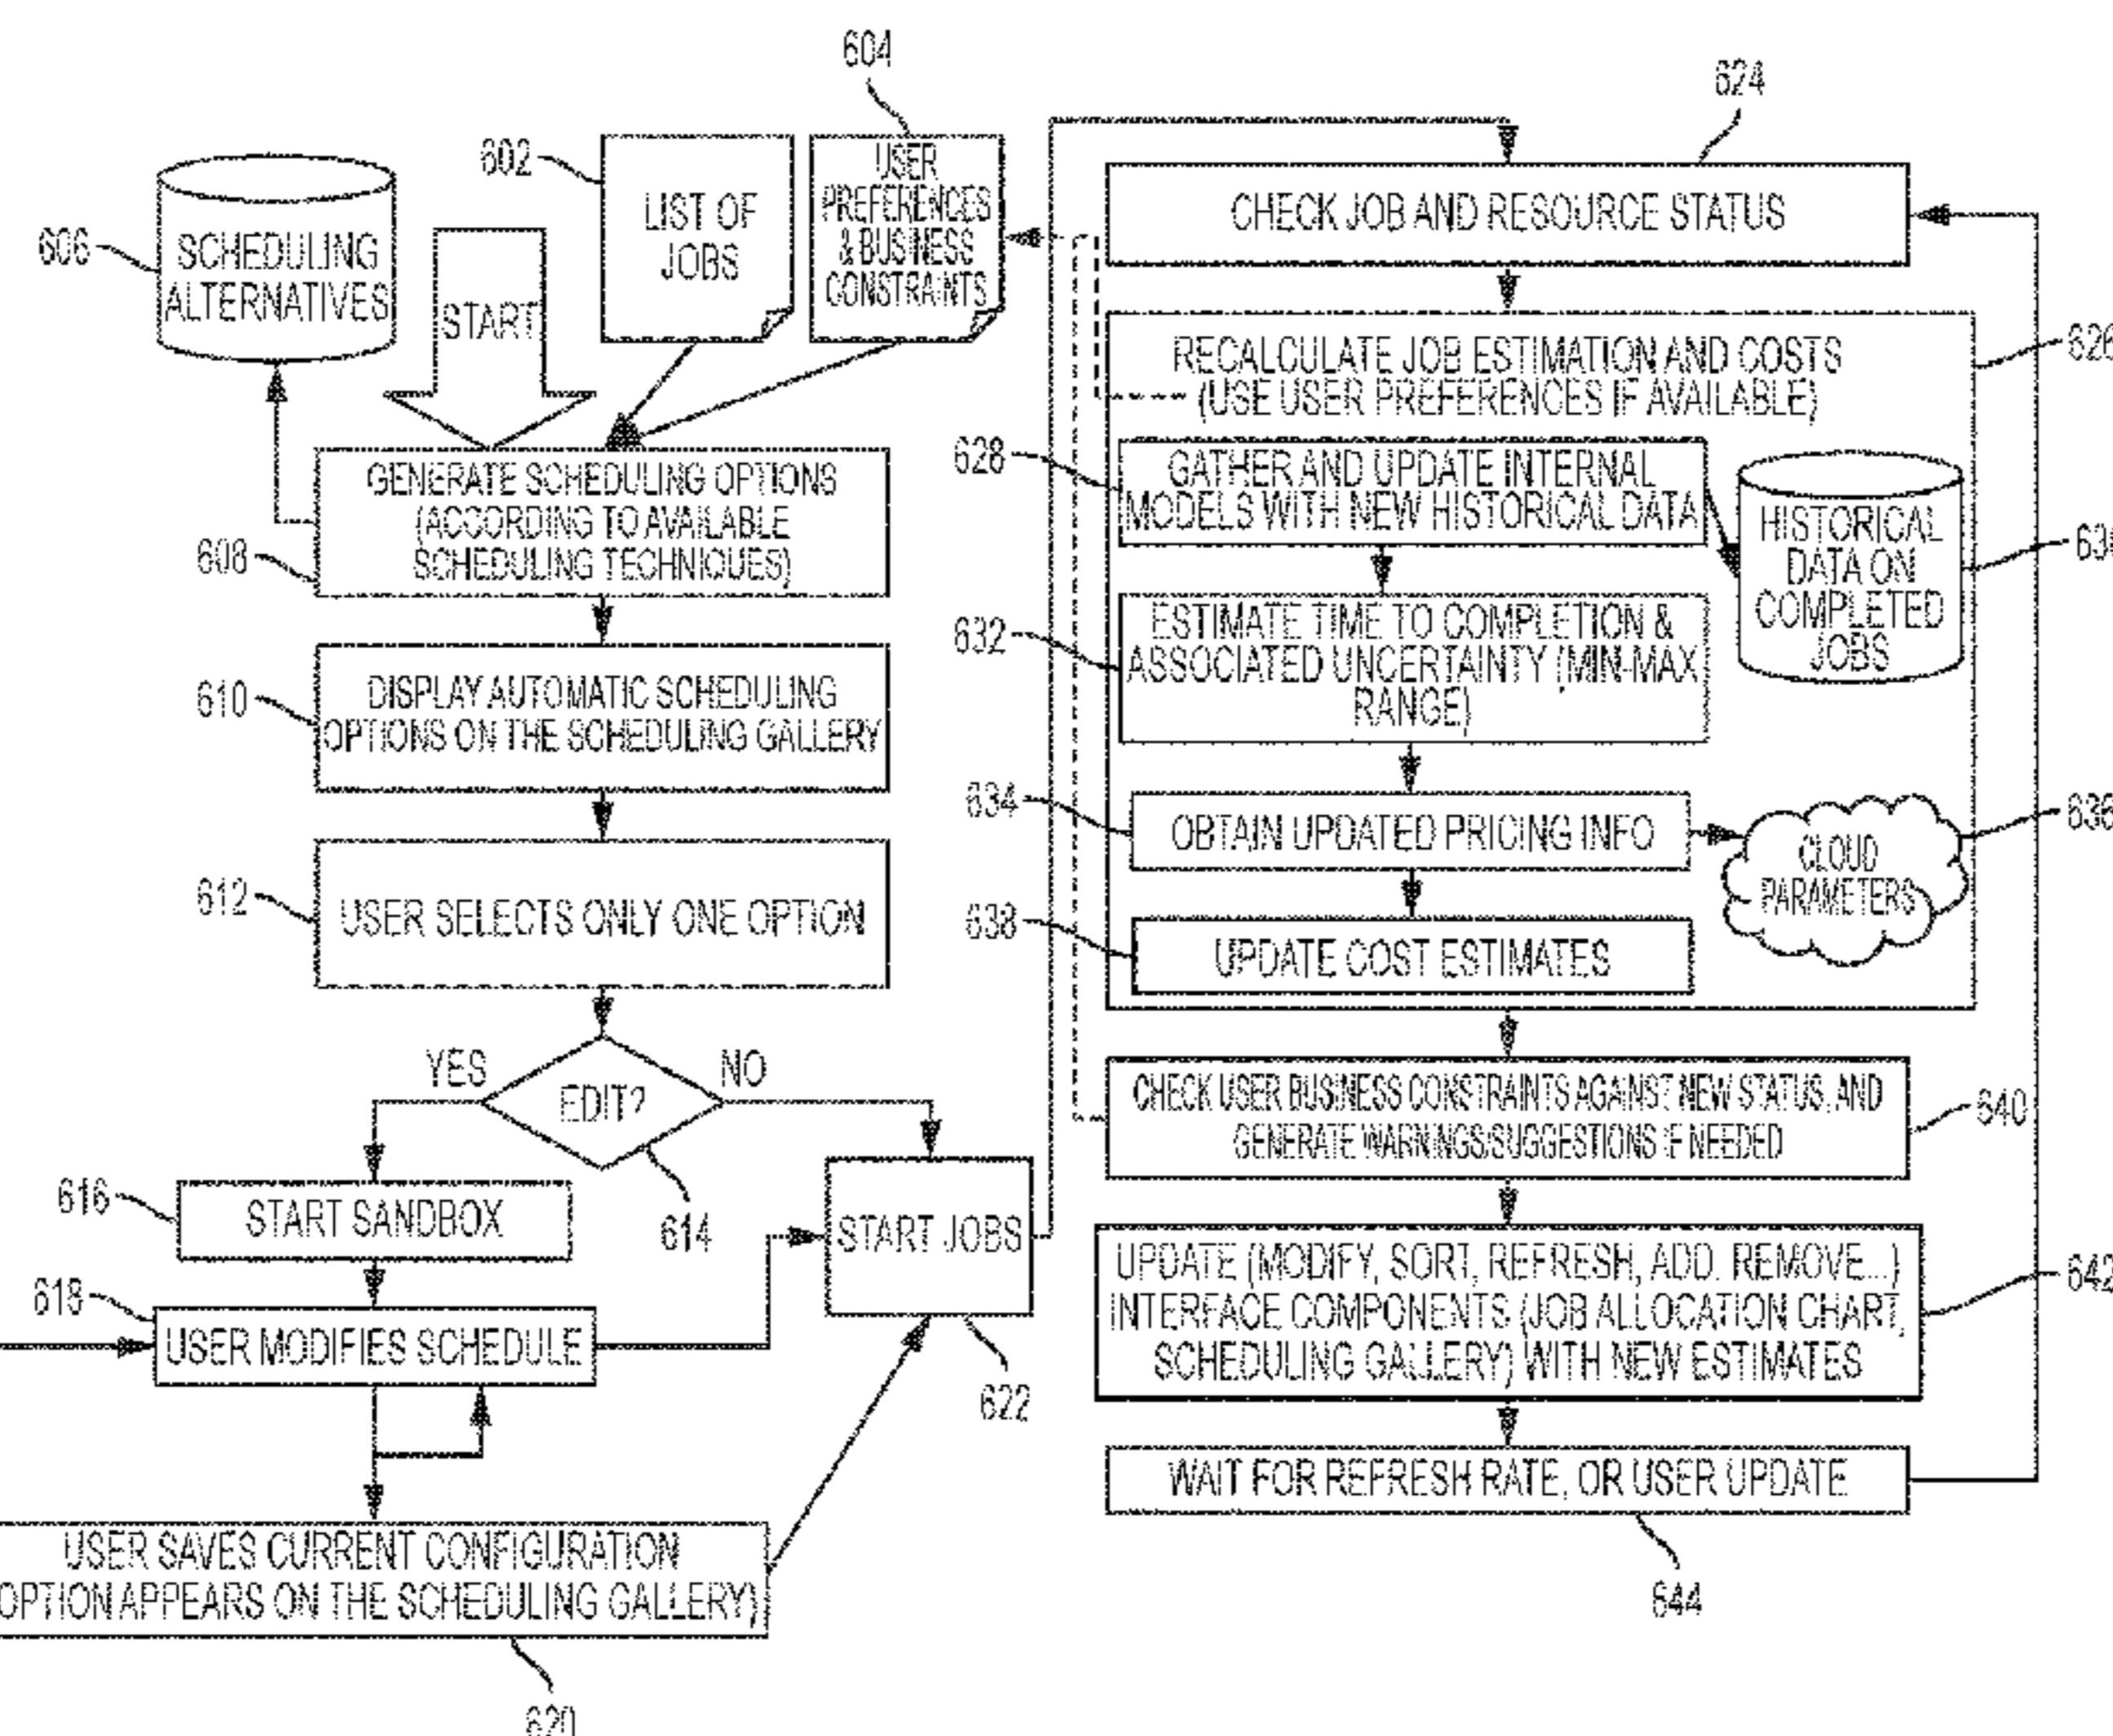 604
624
602
USER
PREFERENCES
& BUSINESS
CONSTRAINTS
LIST OF
JOBS
606
SCHEDULING
ALTERNATIVES
START
CHECK JOB AND RESOURCE STATUS
626
RECALCULATE JOB ESTIMATION AND COSTS
(USE USER PREFERENCES IF AVAILABLE)
GENERATE SCHEDULING OPTIONS
(ACCORDING TO AVAILABLE
SCHEDULING TECHNIQUES)
608
628
GATHER AND UPDATE INTERNAL
MODELS WITH NEW HISTORICAL DATA
HISTORICAL
DATA ON
COMPLETED
JOBS
632
ESTIMATE TIME TO COMPLETION &
ASSOCIATED UNCERTAINTY (MIN-MAX
RANGE)
610
DISPLAY AUTOMATIC SCHEDULING
OPTIONS ON THE SCHEDULING GALLERY
634
OBTAIN UPDATED PRICING INFO
636
CLOUD
PARAMETERS
612
USER SELECTS ONLY ONE OPTION
638
UPDATE COST ESTIMATES
YES
NO
EDIT?
614
CHECK USER BUSINESS CONSTRAINTS AGAINST NEW STATUS, AND
GENERATE WARNINGS/SUGGESTIONS IF NEEDED
640
616
START SANDBOX
START JOBS
622
618
USER MODIFIES SCHEDULE
UPDATE (MODIFY, SORT, REFRESH, ADD, REMOVE...)
INTERFACE COMPONENTS (JOB ALLOCATION CHART,
SCHEDULING GALLERY) WITH NEW ESTIMATES
642
WAIT FOR REFRESH RATE, OR USER UPDATE
644
USER SAVES CURRENT CONFIGURATION
OPTION APPEARS ON THE SCHEDULING GALLERY)
620